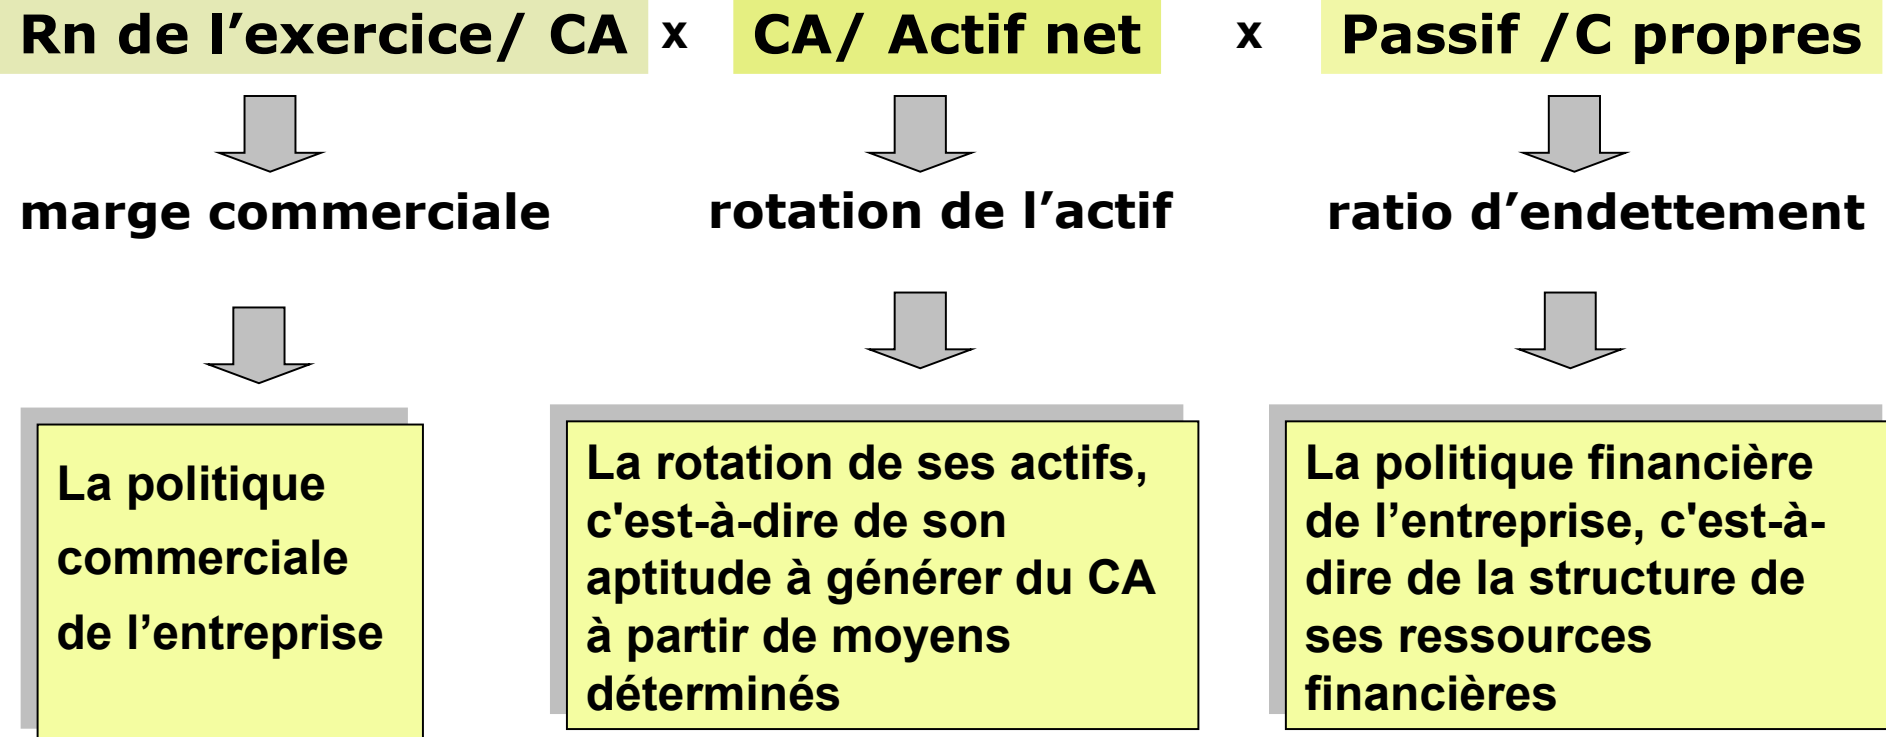 Rn de l’exercice/ CA x CA/ Actif net x Passif /C propres
marge commerciale
rotation de l’actif
ratio d’endettement
La politique
commerciale
de l’entreprise
La rotation de ses actifs,
c'est-à-dire de son
aptitude à générer du CA
à partir de moyens
déterminés
La politique financière
de l’entreprise, c'est-à-
dire de la structure de
ses ressources
financières